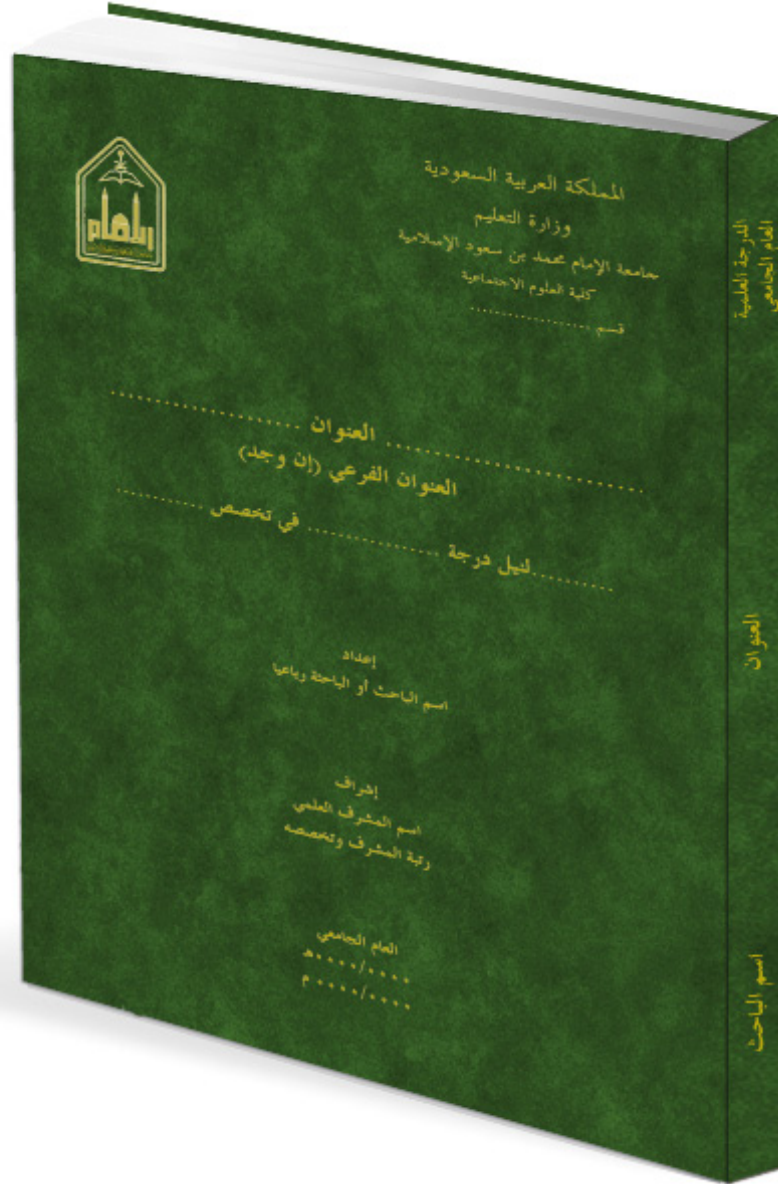 المملكة العربية السعودية
وزارة التعليم
جامعة الإمام محمد بن سعود الإسلامية
كلية العلوم الاجتماعية
قسم ....................
.................... العنوان ....................
العنوان الفرعي (إن وجد)
..........لنيل درجة ................ في تخصص ..............
إعداد
اسم الباحث أو الباحثة رباعيا
إشراف
اسم المشرف العلمي
رتبة المشرف وتخصصه
العام الجامعي
٠٠٠٠/٠٠٠٠هـ
٠٠٠٠/٠٠٠٠ م
الدرجة العلمية
العام الجامعي
العنوان
اسم الباحث